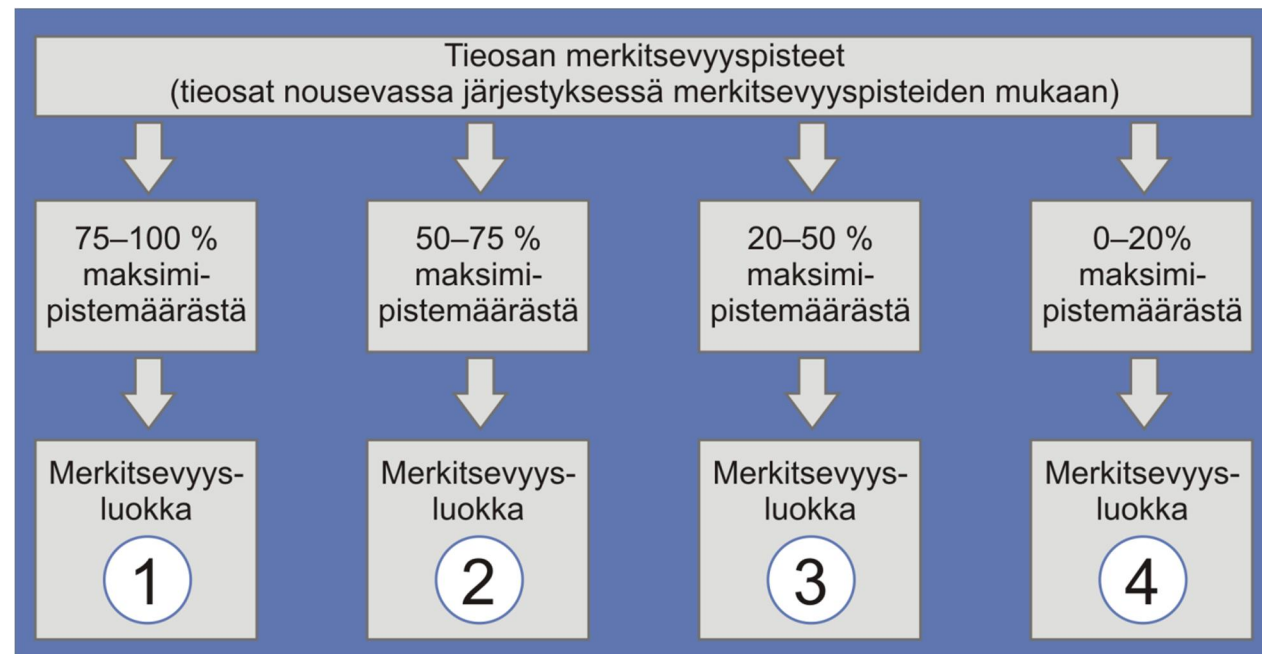 Tieosan merkitsevyyspisteet
(tieosat nousevassa järjestyksessä merkitsevyyspisteiden mukaan)
75–100 %
maksimi-
pistemäärästä
50–75 %
maksimi-
pistemäärästä
20–50 %
maksimi-
pistemäärästä
0–20%
maksimi-
pistemäärästä
Merkitsevyys-
luokka
1
Merkitsevyys-
luokka
2
Merkitsevyys-
luokka
3
Merkitsevyys-
luokka
4